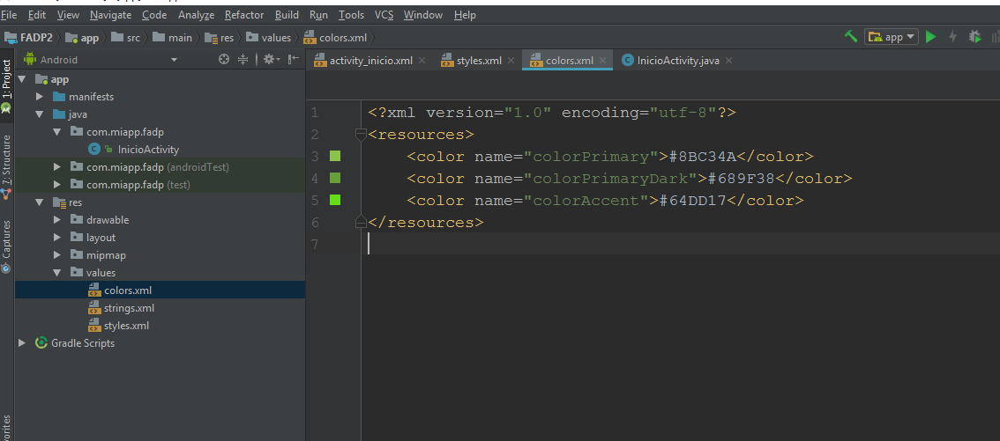 File Edit View Navigate Code Analyze Refactor Build Run Tools VCS Window Help
FADP2 app src main res values colors.xml app
1: Project
7: Structure
Captures
Android
app
manifests
java
com.miapp.fadp
InicioActivity
com.miapp.fadp (androidTest)
com.miapp.fadp (test)
res
drawable
layout
mipmap
values
colors.xml
strings.xml
styles.xml
Gradle Scripts
activity_inicio.xml styles.xml colors.xml InicioActivity.java
1 <?xml version="1.0" encoding="utf-8"?>
2 <resources>
3 <color name="colorPrimary">#8BC34A</color>
4 <color name="colorPrimaryDark">#689F38</color>
5 <color name="colorAccent">#64DD17</color>
6 </resources>
7